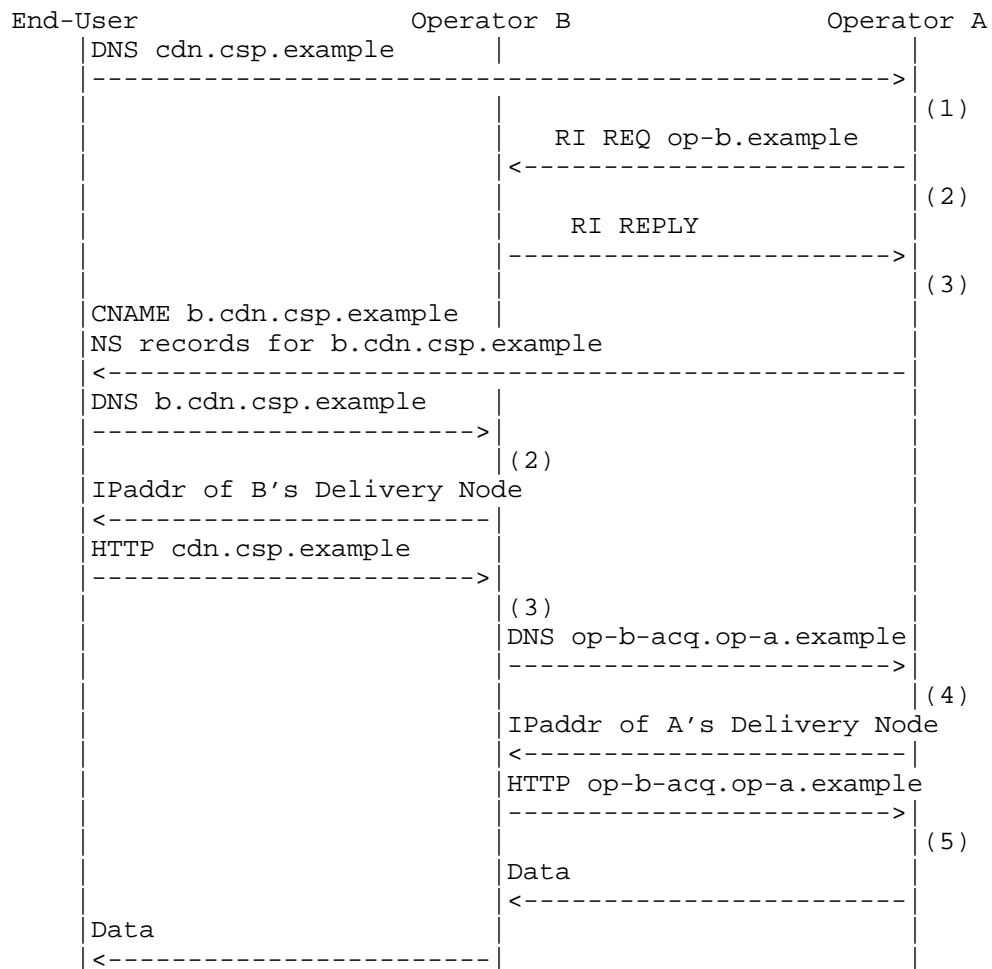 End-User Operator B Operator A
DNS cdn.csp.example
(1)
RI REQ op-b.example
(2)
RI REPLY
(3)
CNAME b.cdn.csp.example
NS records for b.cdn.csp.example
DNS b.cdn.csp.example
(2)
IPaddr of B's Delivery Node
HTTP cdn.csp.example
(3)
DNS op-b-acq.op-a.example
(4)
IPaddr of A's Delivery Node
HTTP op-b-acq.op-a.example
(5)
Data
Data